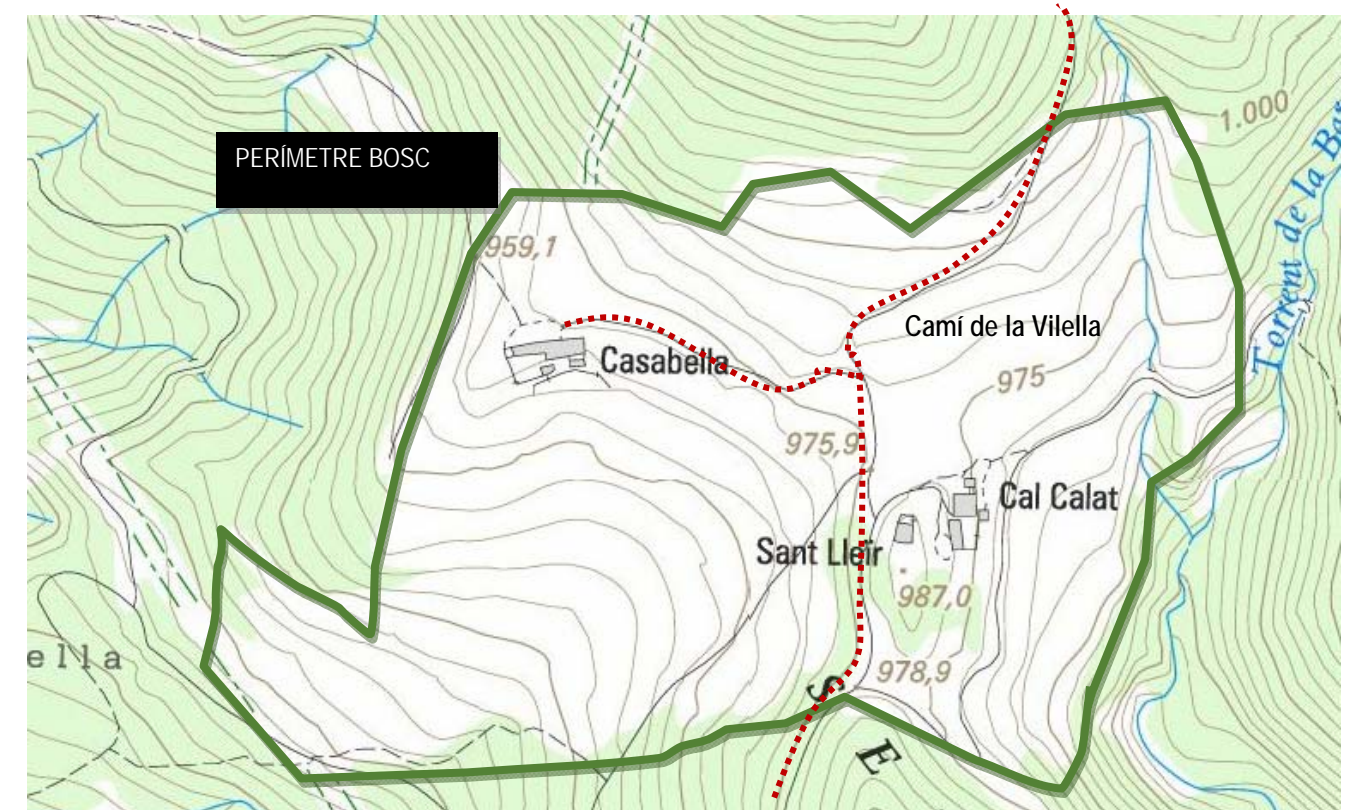 1.000
PERÍMETRE BOSC
Torrent de la Bar
959,1
Camí de la Vilella
Casabella
975
975,9
Cal Calat
Sant Lleïr
987,0
ella
978,9
S
E